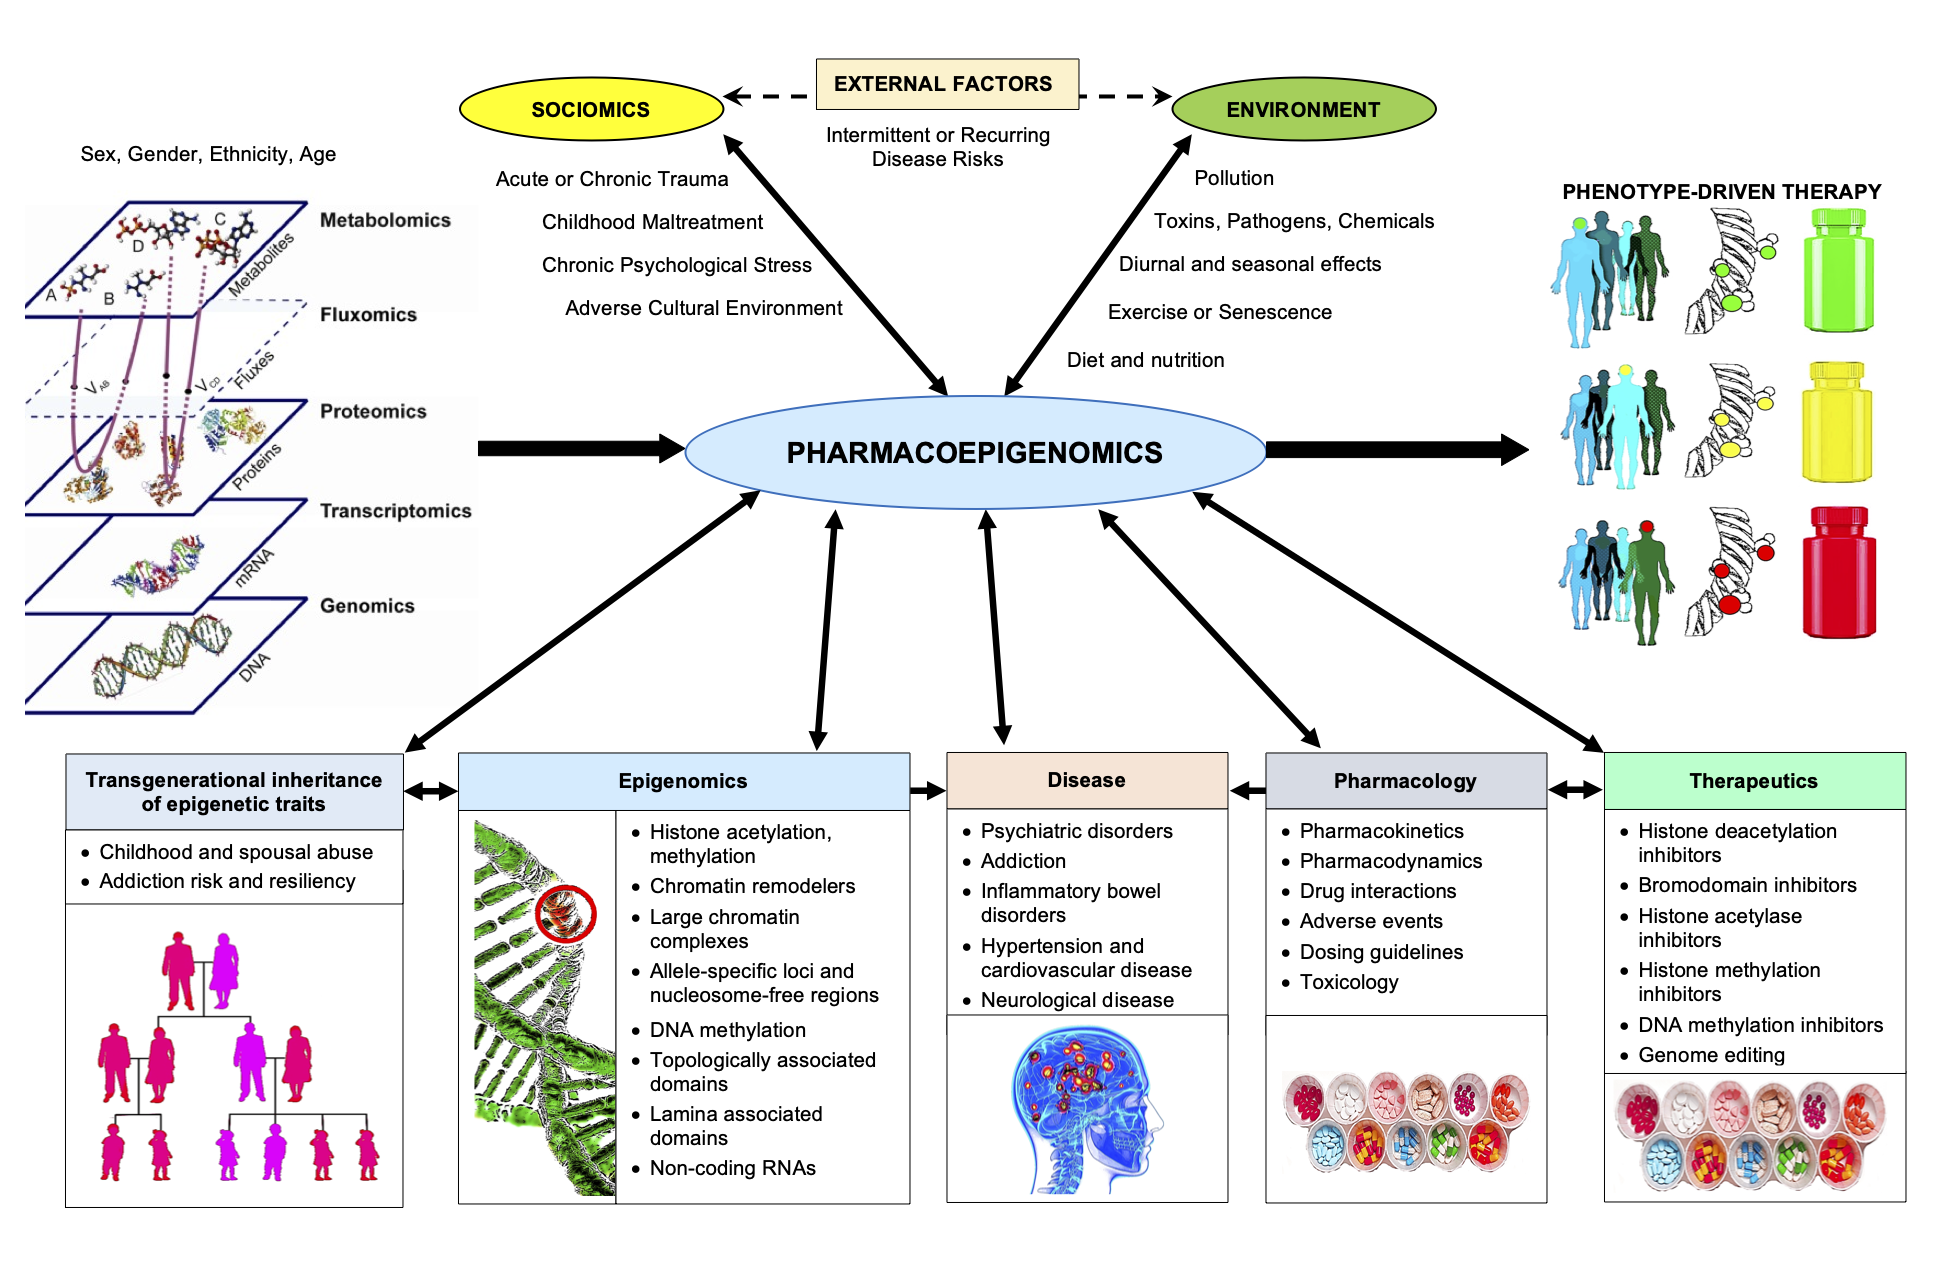 EXTERNAL FACTORS
SOCIOMICS
ENVIRONMENT
Intermittent or Recurring
Disease Risks
Sex, Gender, Ethnicity, Age
Metabolomics
C
D
A
B
Metabolites
Fluxomics
V AB
V CD
Fluxes
Proteomics
Proteins
Transcriptomics
mRNA
Genomics
DNA
Acute or Chronic Trauma
Childhood Maltreatment
Chronic Psychological Stress
Adverse Cultural Environment
Pollution
Toxins, Pathogens, Chemicals
Diurnal and seasonal effects
Exercise or Senescence
Diet and nutrition
PHENOTYPE-DRIVEN THERAPY
PHARMACOEPIGENOMICS
Transgenerational inheritance
of epigenetic traits
• Childhood and spousal abuse
• Addiction risk and resiliency
Epigenomics
• Histone acetylation,
methylation
• Chromatin remodelers
• Large chromatin
complexes
• Allele-specific loci and
nucleosome-free regions
• DNA methylation
• Topologically associated
domains
• Lamina associated
domains
• Non-coding RNAs
Disease
• Psychiatric disorders
• Addiction
• Inflammatory bowel
disorders
• Hypertension and
cardiovascular disease
• Neurological disease
Pharmacology
• Pharmacokinetics
• Pharmacodynamics
• Drug interactions
• Adverse events
• Dosing guidelines
• Toxicology
Therapeutics
• Histone deacetylation
inhibitors
• Bromodomain inhibitors
• Histone acetylase
inhibitors
• Histone methylation
inhibitors
• DNA methylation inhibitors
• Genome editing